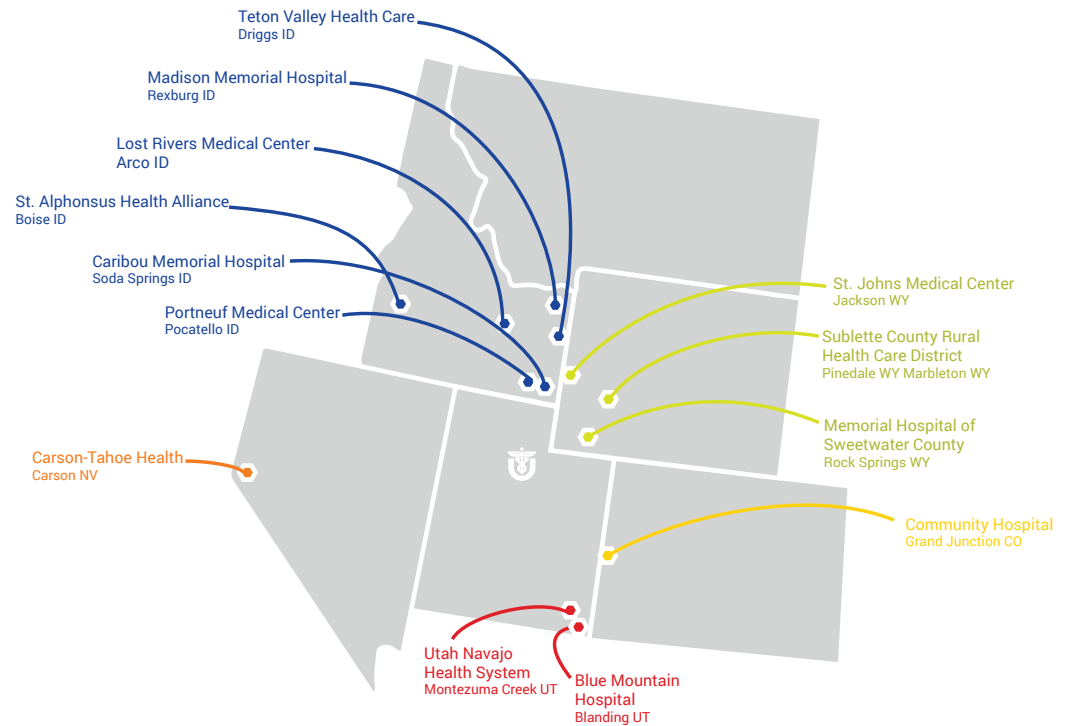 Teton Valley Health Care
Driggs ID
Madison Memorial Hospital
Rexburg ID
Lost Rivers Medical Center
Arco ID
St. Alphonsus Health Alliance
Boise ID
Caribou Memorial Hospital
Soda Springs ID
Portneuf Medical Center
Pocatello ID
St. Johns Medical Center
Jackson WY
Sublette County Rural
Health Care District
Pinedale WY Marbleton WY
Memorial Hospital of
Sweetwater County
Rock Springs WY
Carson-Tahoe Health
Carson NV
Community Hospital
Grand Junction CO
Utah Navajo
Health System
Montezuma Creek UT
Blue Mountain
Hospital
Blanding UT